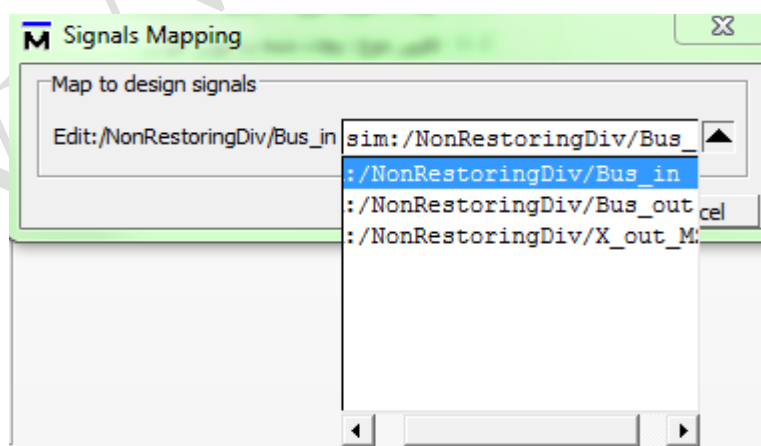 Signals Mapping
Map to design signals
Edit:/NonRestoringDiv/Bus_in sim:/NonRestoringDiv/Bus_
:/NonRestoringDiv/Bus_in
:/NonRestoringDiv/Bus_out
cel
:/NonRestoringDiv/X_out_M